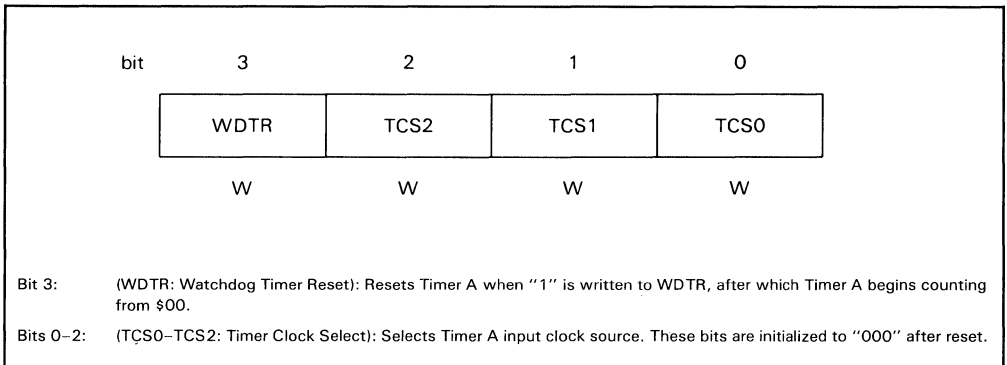 bit 3 2 1 0
WDTR TCS2 TCS1 TCS0
W W W W
Bit 3: (WDTR: Watchdog Timer Reset): Resets Timer A when "1" is written to WDTR, after which Timer A begins counting
from $00.
Bits 0–2: (TCS0–TCS2: Timer Clock Select): Selects Timer A input clock source. These bits are initialized to "000" after reset.